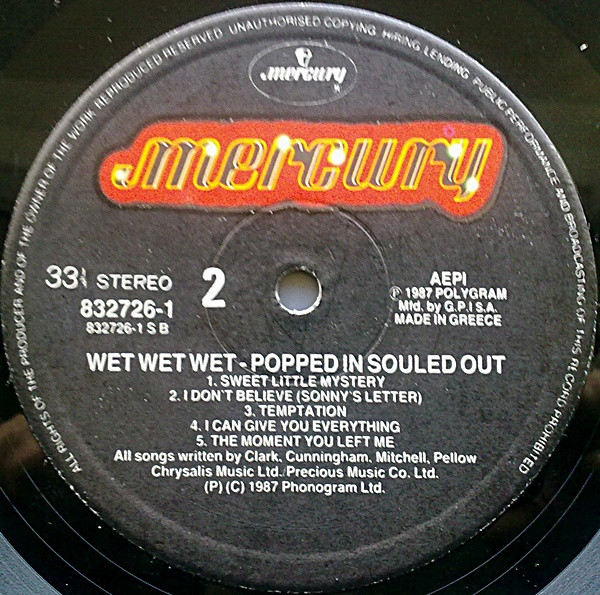 ALL RIGHTS OF THE PRODUCER AND OF THE OWNER OF THE WORK REPRODUCED RESERVED UNAUTHORISED COPYING HIRING LENDING PUBLIC PERFORMANCE AND BROADCASTING OF THIS RECORD PROHIBITED
mercury
mercury
33⅓ STEREO
832726-1
832726-1 S B
2
AEPI
℗ 1987 POLYGRAM
Mfd. by G.P.I S.A.
MADE IN GREECE
WET WET WET - POPPED IN SOULED OUT
1. SWEET LITTLE MYSTERY
2. I DON'T BELIEVE (SONNY'S LETTER)
3. TEMPTATION
4. I CAN GIVE YOU EVERYTHING
5. THE MOMENT YOU LEFT ME
All songs written by Clark, Cunningham, Mitchell, Pellow
Chrysalis Music Ltd./Precious Music Co. Ltd.
(P) (C) 1987 Phonogram Ltd.